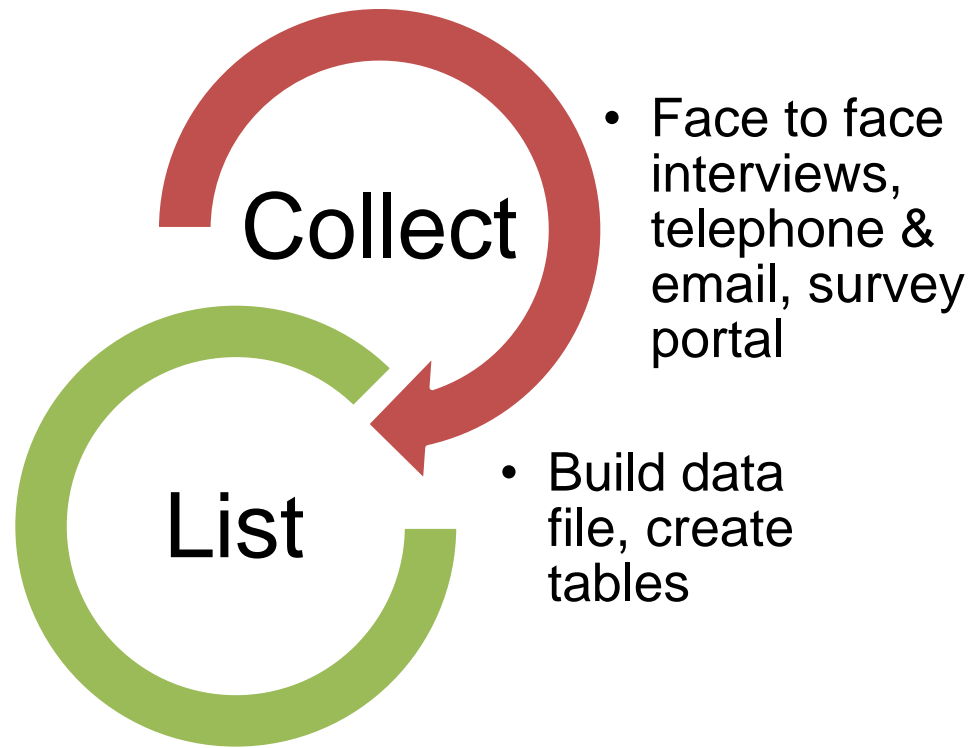 Collect
• Face to face
interviews,
telephone &
email, survey
portal
List
• Build data
file, create
tables